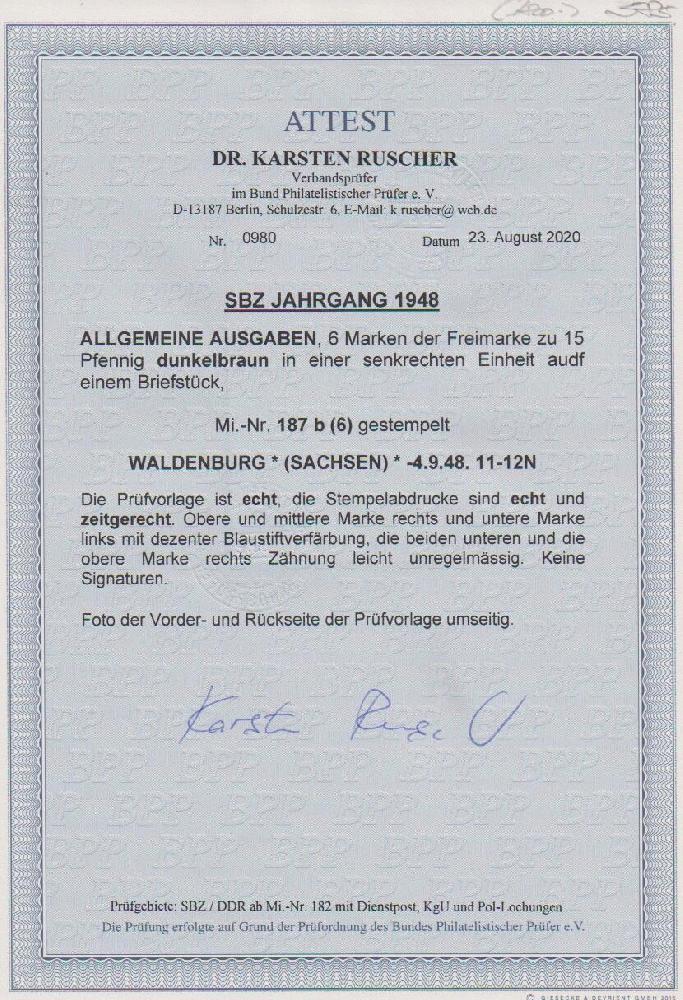 ATTEST
DR. KARSTEN RUSCHER
Verbandsprüfer
im Bund Philatelistischer Prüfer e. V.
D-13187 Berlin, Schulzestr. 6, E-Mail: k.ruscher@web.de
Nr. 0980 Datum 23. August 2020
SBZ JAHRGANG 1948
ALLGEMEINE AUSGABEN, 6 Marken der Freimarke zu 15
Pfennig dunkelbraun in einer senkrechten Einheit audf
einem Briefstück,
Mi.-Nr. 187 b (6) gestempelt
WALDENBURG * (SACHSEN) * -4.9.48. 11-12N
Die Prüfvorlage ist echt, die Stempelabdrucke sind echt und
zeitgerecht. Obere und mittlere Marke rechts und untere Marke
links mit dezenter Blaustiftverfärbung, die beiden unteren und die
obere Marke rechts Zähnung leicht unregelmässig. Keine
Signaturen.
Foto der Vorder- und Rückseite der Prüfvorlage umseitig.
Karsten Rusc
Prüfgebiete: SBZ / DDR ab Mi.-Nr. 182 mit Dienstpost, KgU und Pol-Lochungen
Die Prüfung erfolgte auf Grund der Prüfordnung des Bundes Philatelistischer Prüfer e.V.
© GIESECKE & DEVRIENT GMBH